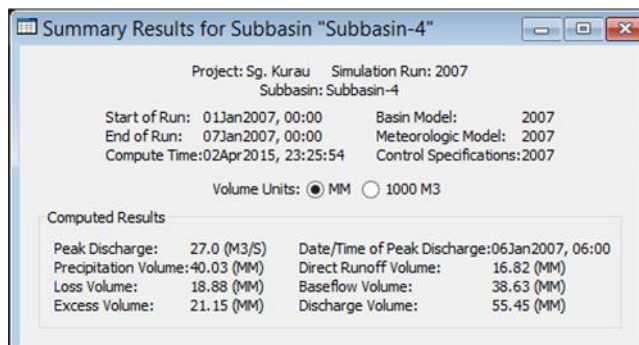 Summary Results for Subbasin "Subbasin-4"
Project: Sg. Kurau Simulation Run: 2007
Subbasin: Subbasin-4
Start of Run: 01Jan2007, 00:00 Basin Model: 2007
End of Run: 07Jan2007, 00:00 Meteorologic Model: 2007
Compute Time:02Apr2015, 23:25:54 Control Specifications:2007
Volume Units: MM 1000 M3
Computed Results
Peak Discharge: 27.0 (M3/S) Date/Time of Peak Discharge:06Jan2007, 06:00
Precipitation Volume:40.03 (MM) Direct Runoff Volume: 16.82 (MM)
Loss Volume: 18.88 (MM) Baseflow Volume: 38.63 (MM)
Excess Volume: 21.15 (MM) Discharge Volume: 55.45 (MM)